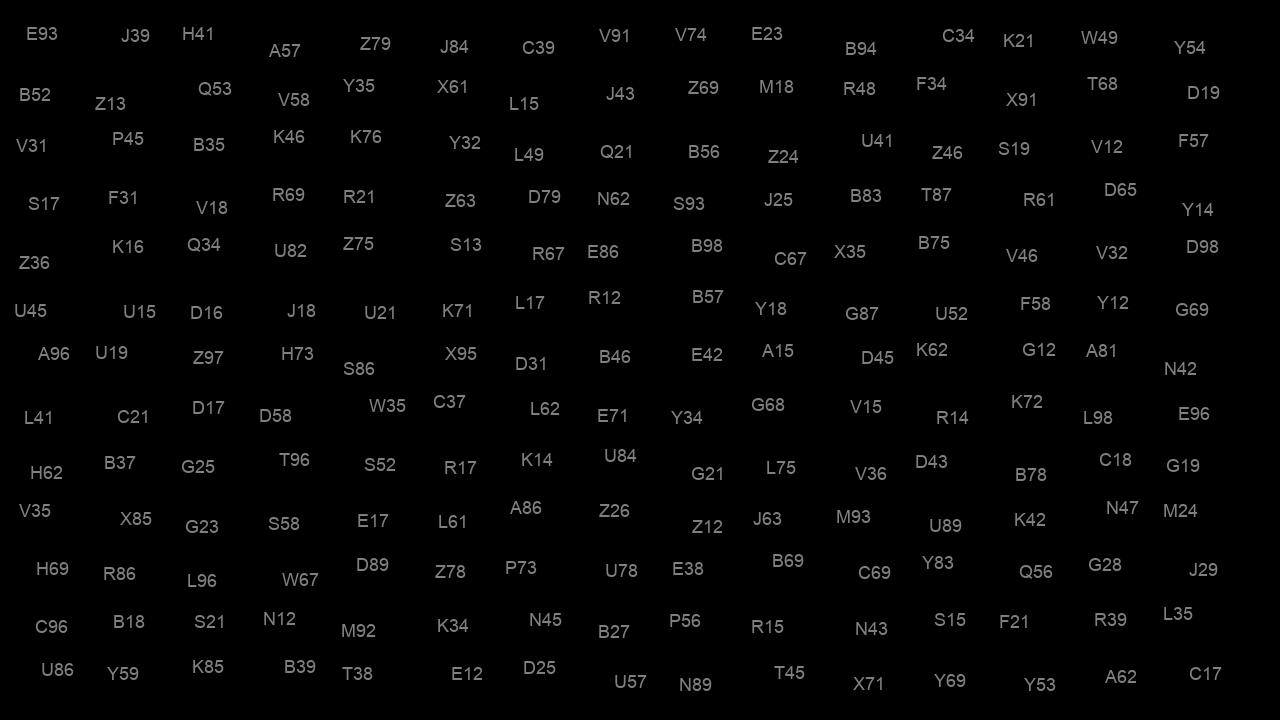 E93 J39 H41 A57 Z79 J84 C39 V91 V74 E23 B94 C34 K21 W49 Y54
B52 Z13 Q53 V58 Y35 X61 L15 J43 Z69 M18 R48 F34 X91 T68 D19
V31 P45 B35 K46 K76 Y32 L49 Q21 B56 Z24 U41 Z46 S19 V12 F57
S17 F31 V18 R69 R21 Z63 D79 N62 S93 J25 B83 T87 R61 D65 Y14
Z36 K16 Q34 U82 Z75 S13 R67 E86 B98 C67 X35 B75 V46 V32 D98
U45 U15 D16 J18 U21 K71 L17 R12 B57 Y18 G87 U52 F58 Y12 G69
A96 U19 Z97 H73 S86 X95 D31 B46 E42 A15 D45 K62 G12 A81 N42
L41 C21 D17 D58 W35 C37 L62 E71 Y34 G68 V15 R14 K72 L98 E96
H62 B37 G25 T96 S52 R17 K14 U84 G21 L75 V36 D43 B78 C18 G19
V35 X85 G23 S58 E17 L61 A86 Z26 Z12 J63 M93 U89 K42 N47 M24
H69 R86 L96 W67 D89 Z78 P73 U78 E38 B69 C69 Y83 Q56 G28 J29
C96 B18 S21 N12 M92 K34 N45 B27 P56 R15 N43 S15 F21 R39 L35
U86 Y59 K85 B39 T38 E12 D25 U57 N89 T45 X71 Y69 Y53 A62 C17